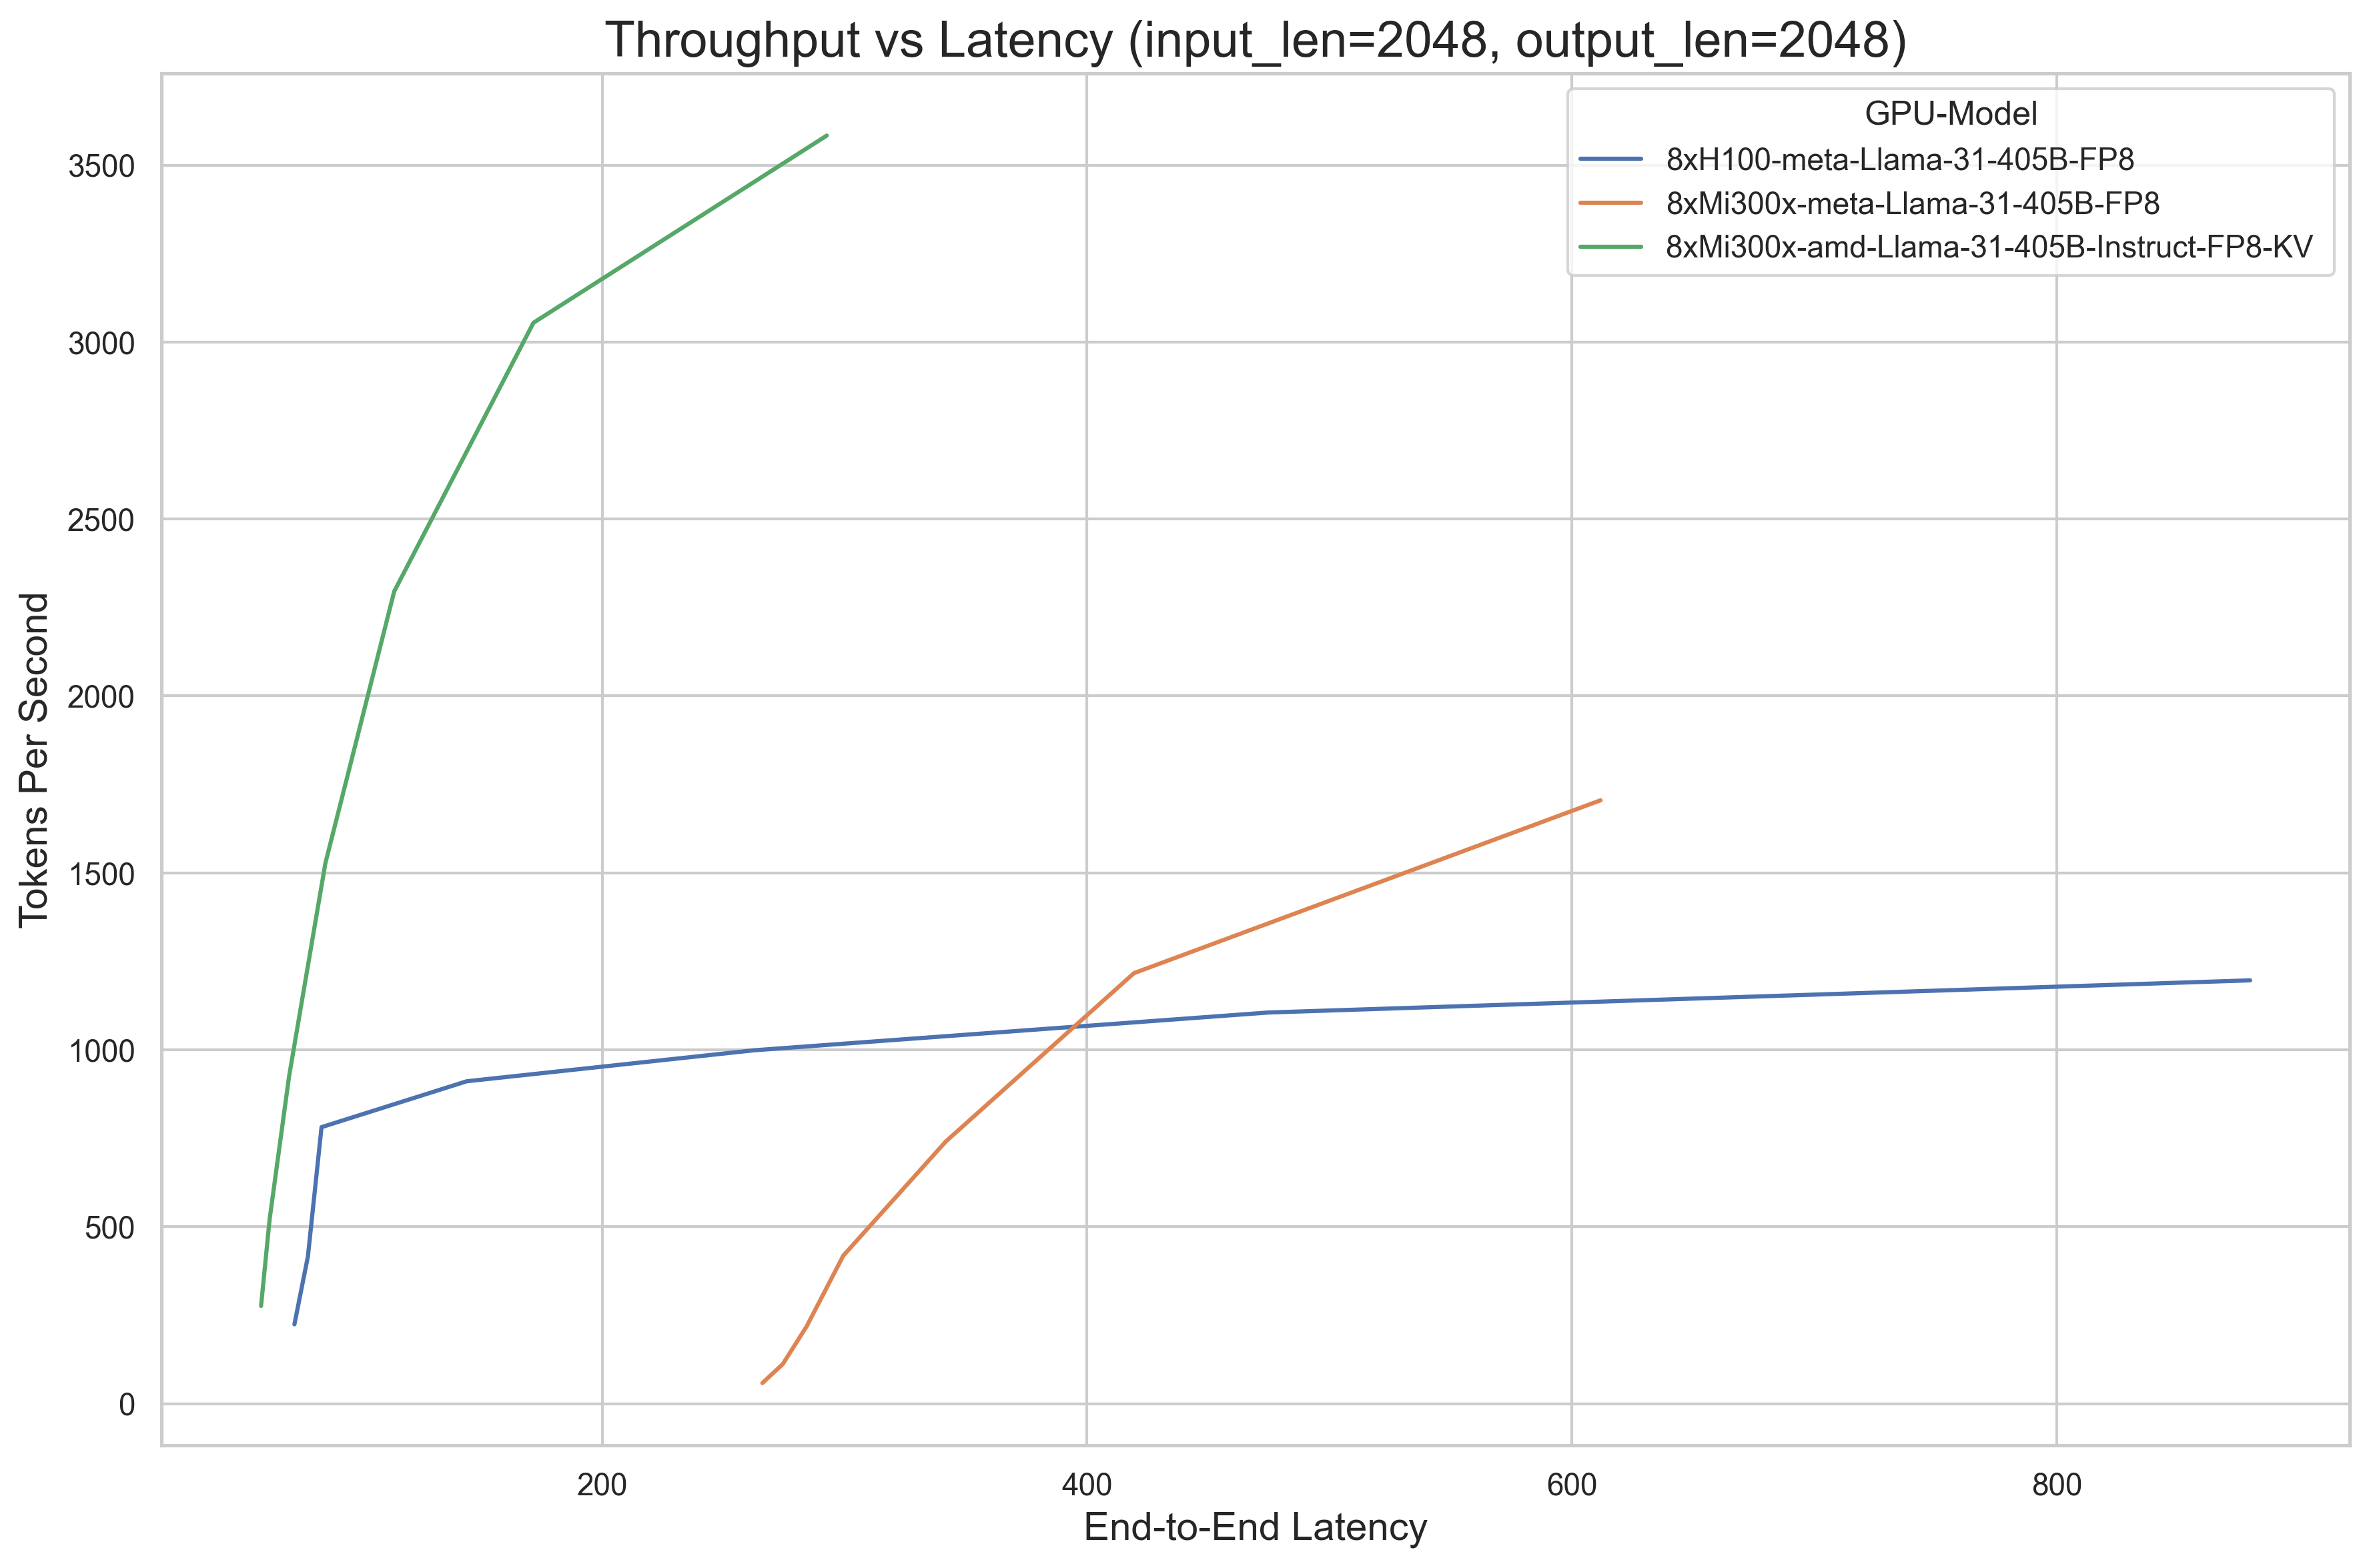 Throughput vs Latency (input_len=2048, output_len=2048)
GPU-Model
8xH100-meta-Llama-31-405B-FP8
8xMi300x-meta-Llama-31-405B-FP8
8xMi300x-amd-Llama-31-405B-Instruct-FP8-KV
Tokens Per Second
3500
3000
2500
2000
1500
1000
500
0
200
400
600
800
End-to-End Latency